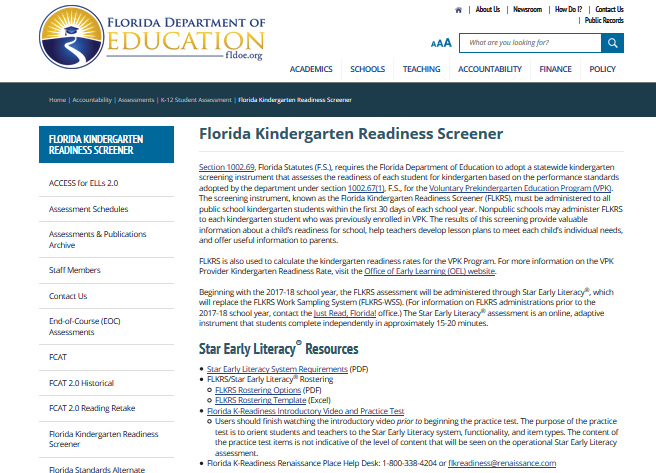 FLORIDA DEPARTMENT OF
EDUCATION
fldoe.org
| About Us | Newsroom | How Do I? | Contact Us
| Public Records
AAA
What are you looking for?
ACADEMICS SCHOOLS TEACHING ACCOUNTABILITY FINANCE POLICY
Home | Accountability | Assessments | K-12 Student Assessment | Florida Kindergarten Readiness Screener
FLORIDA KINDERGARTEN
READINESS SCREENER
ACCESS for ELLs 2.0
Assessment Schedules
Assessments & Publications
Archive
Staff Members
Contact Us
End-of-Course (EOC)
Assessments
FCAT
FCAT 2.0 Historical
FCAT 2.0 Reading Retake
Florida Kindergarten Readiness
Screener
Florida Standards Alternate
Florida Kindergarten Readiness Screener
Section 1002.69, Florida Statutes (F.S.), requires the Florida Department of Education to adopt a statewide kindergarten
screening instrument that assesses the readiness of each student for kindergarten based on the performance standards
adopted by the department under section 1002.67(1), F.S., for the Voluntary Prekindergarten Education Program (VPK).
The screening instrument, known as the Florida Kindergarten Readiness Screener (FLKRS), must be administered to all
public school kindergarten students within the first 30 days of each school year. Nonpublic schools may administer FLKRS
to each kindergarten student who was previously enrolled in VPK. The results of this screening provide valuable
information about a child's readiness for school, help teachers develop lesson plans to meet each child's individual needs,
and offer useful information to parents.
FLKRS is also used to calculate the kindergarten readiness rates for the VPK Program. For more information on the VPK
Provider Kindergarten Readiness Rate, visit the Office of Early Learning (OEL) website.
Beginning with the 2017-18 school year, the FLKRS assessment will be administered through Star Early Literacy®, which
will replace the FLKRS Work Sampling System (FLKRS-WSS). (For information on FLKRS administrations prior to the
2017-18 school year, contact the Just Read, Florida! office.) The Star Early Literacy® assessment is an online, adaptive
instrument that students complete independently in approximately 15-20 minutes.
Star Early Literacy® Resources
• Star Early Literacy System Requirements (PDF)
• FLKRS/Star Early Literacy® Rostering
o FLKRS Rostering Options (PDF)
o FLKRS Rostering Template (Excel)
• Florida K-Readiness Introductory Video and Practice Test
o Users should finish watching the introductory video prior to beginning the practice test. The purpose of the practice
test is to orient students and teachers to the Star Early Literacy system, functionality, and item types. The content of
the practice test items is not indicative of the level of content that will be seen on the operational Star Early Literacy
assessment.
• Florida K-Readiness Renaissance Place Help Desk: 1-800-338-4204 or flkreadiness@renaissance.com